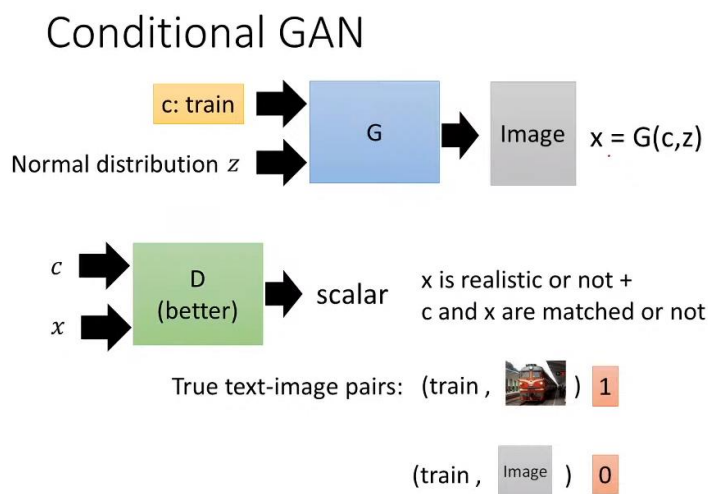 Conditional GAN
c: train
G
Image
x = G(c,z)
Normal distribution z
c
x
D
(better)
scalar
x is realistic or not +
c and x are matched or not
True text-image pairs: (train , ) 1
(train , Image ) 0